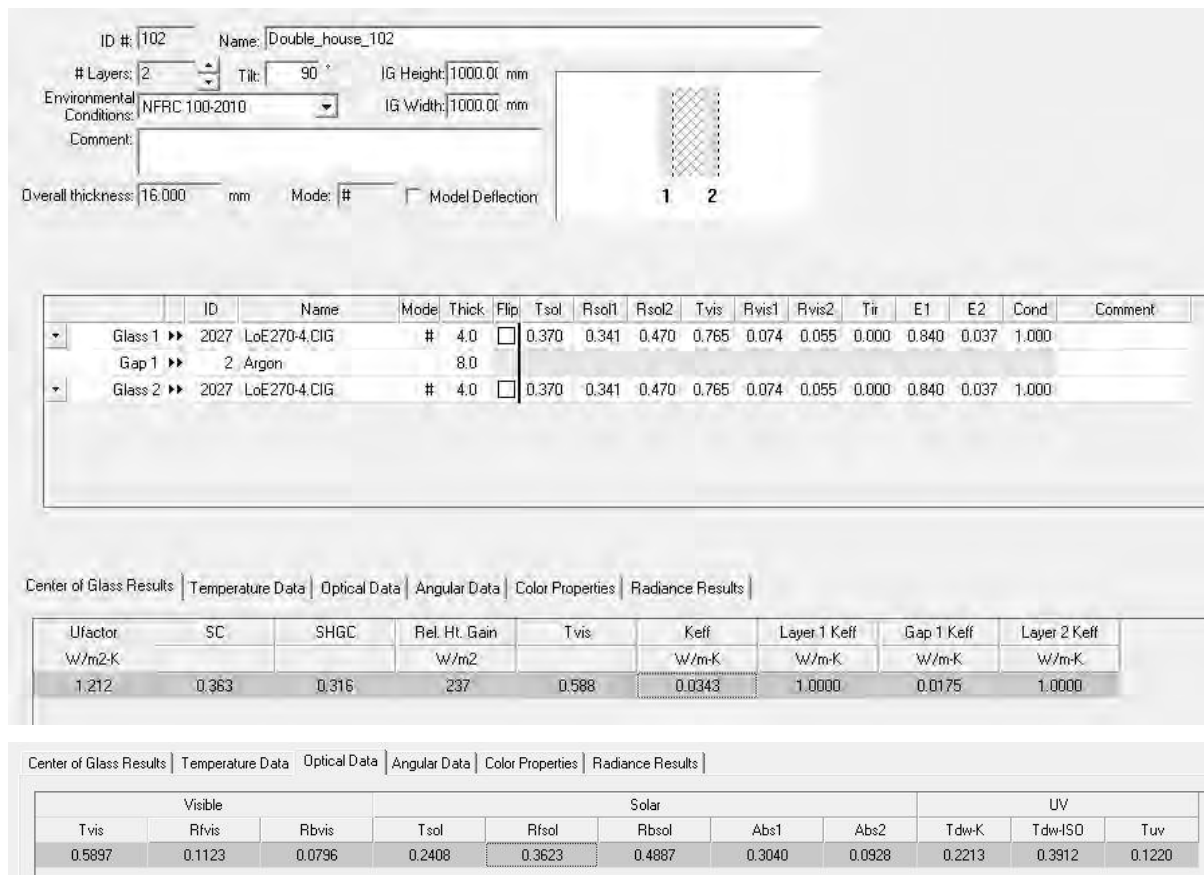 ID #: 102 Name: Double_house_102
# Layers: 2 Tilt: 90 ° IG Height: 1000.00 mm
Environmental Conditions: NFRC 100-2010 IG Width: 1000.00 mm
Comment:
Overall thickness: 16.000 mm Mode: # Model Deflection
1 2
ID Name Mode Thick Flip Tsol Rsol1 Rsol2 Tvis Rvis1 Rvis2 Tir E1 E2 Cond Comment
Glass 1 ▸▸ 2027 LoE270-4.CIG # 4.0 0.370 0.341 0.470 0.765 0.074 0.055 0.000 0.840 0.037 1.000
Gap 1 ▸▸ 2 Argon 8.0
Glass 2 ▸▸ 2027 LoE270-4.CIG # 4.0 0.370 0.341 0.470 0.765 0.074 0.055 0.000 0.840 0.037 1.000
Center of Glass Results Temperature Data Optical Data Angular Data Color Properties Radiance Results
Ufactor SC SHGC Rel. Ht. Gain Tvis Keff Layer 1 Keff Gap 1 Keff Layer 2 Keff
W/m2-K W/m2 W/m-K W/m-K W/m-K W/m-K
1.212 0.363 0.316 237 0.588 0.0343 1.0000 0.0175 1.0000
Center of Glass Results Temperature Data Optical Data Angular Data Color Properties Radiance Results
Visible Solar UV
Tvis Rfvis Rbvis Tsol Rfsol Rbsol Abs1 Abs2 Tdw-K Tdw-ISO Tuv
0.5897 0.1123 0.0796 0.2408 0.3623 0.4887 0.3040 0.0928 0.2213 0.3912 0.1220